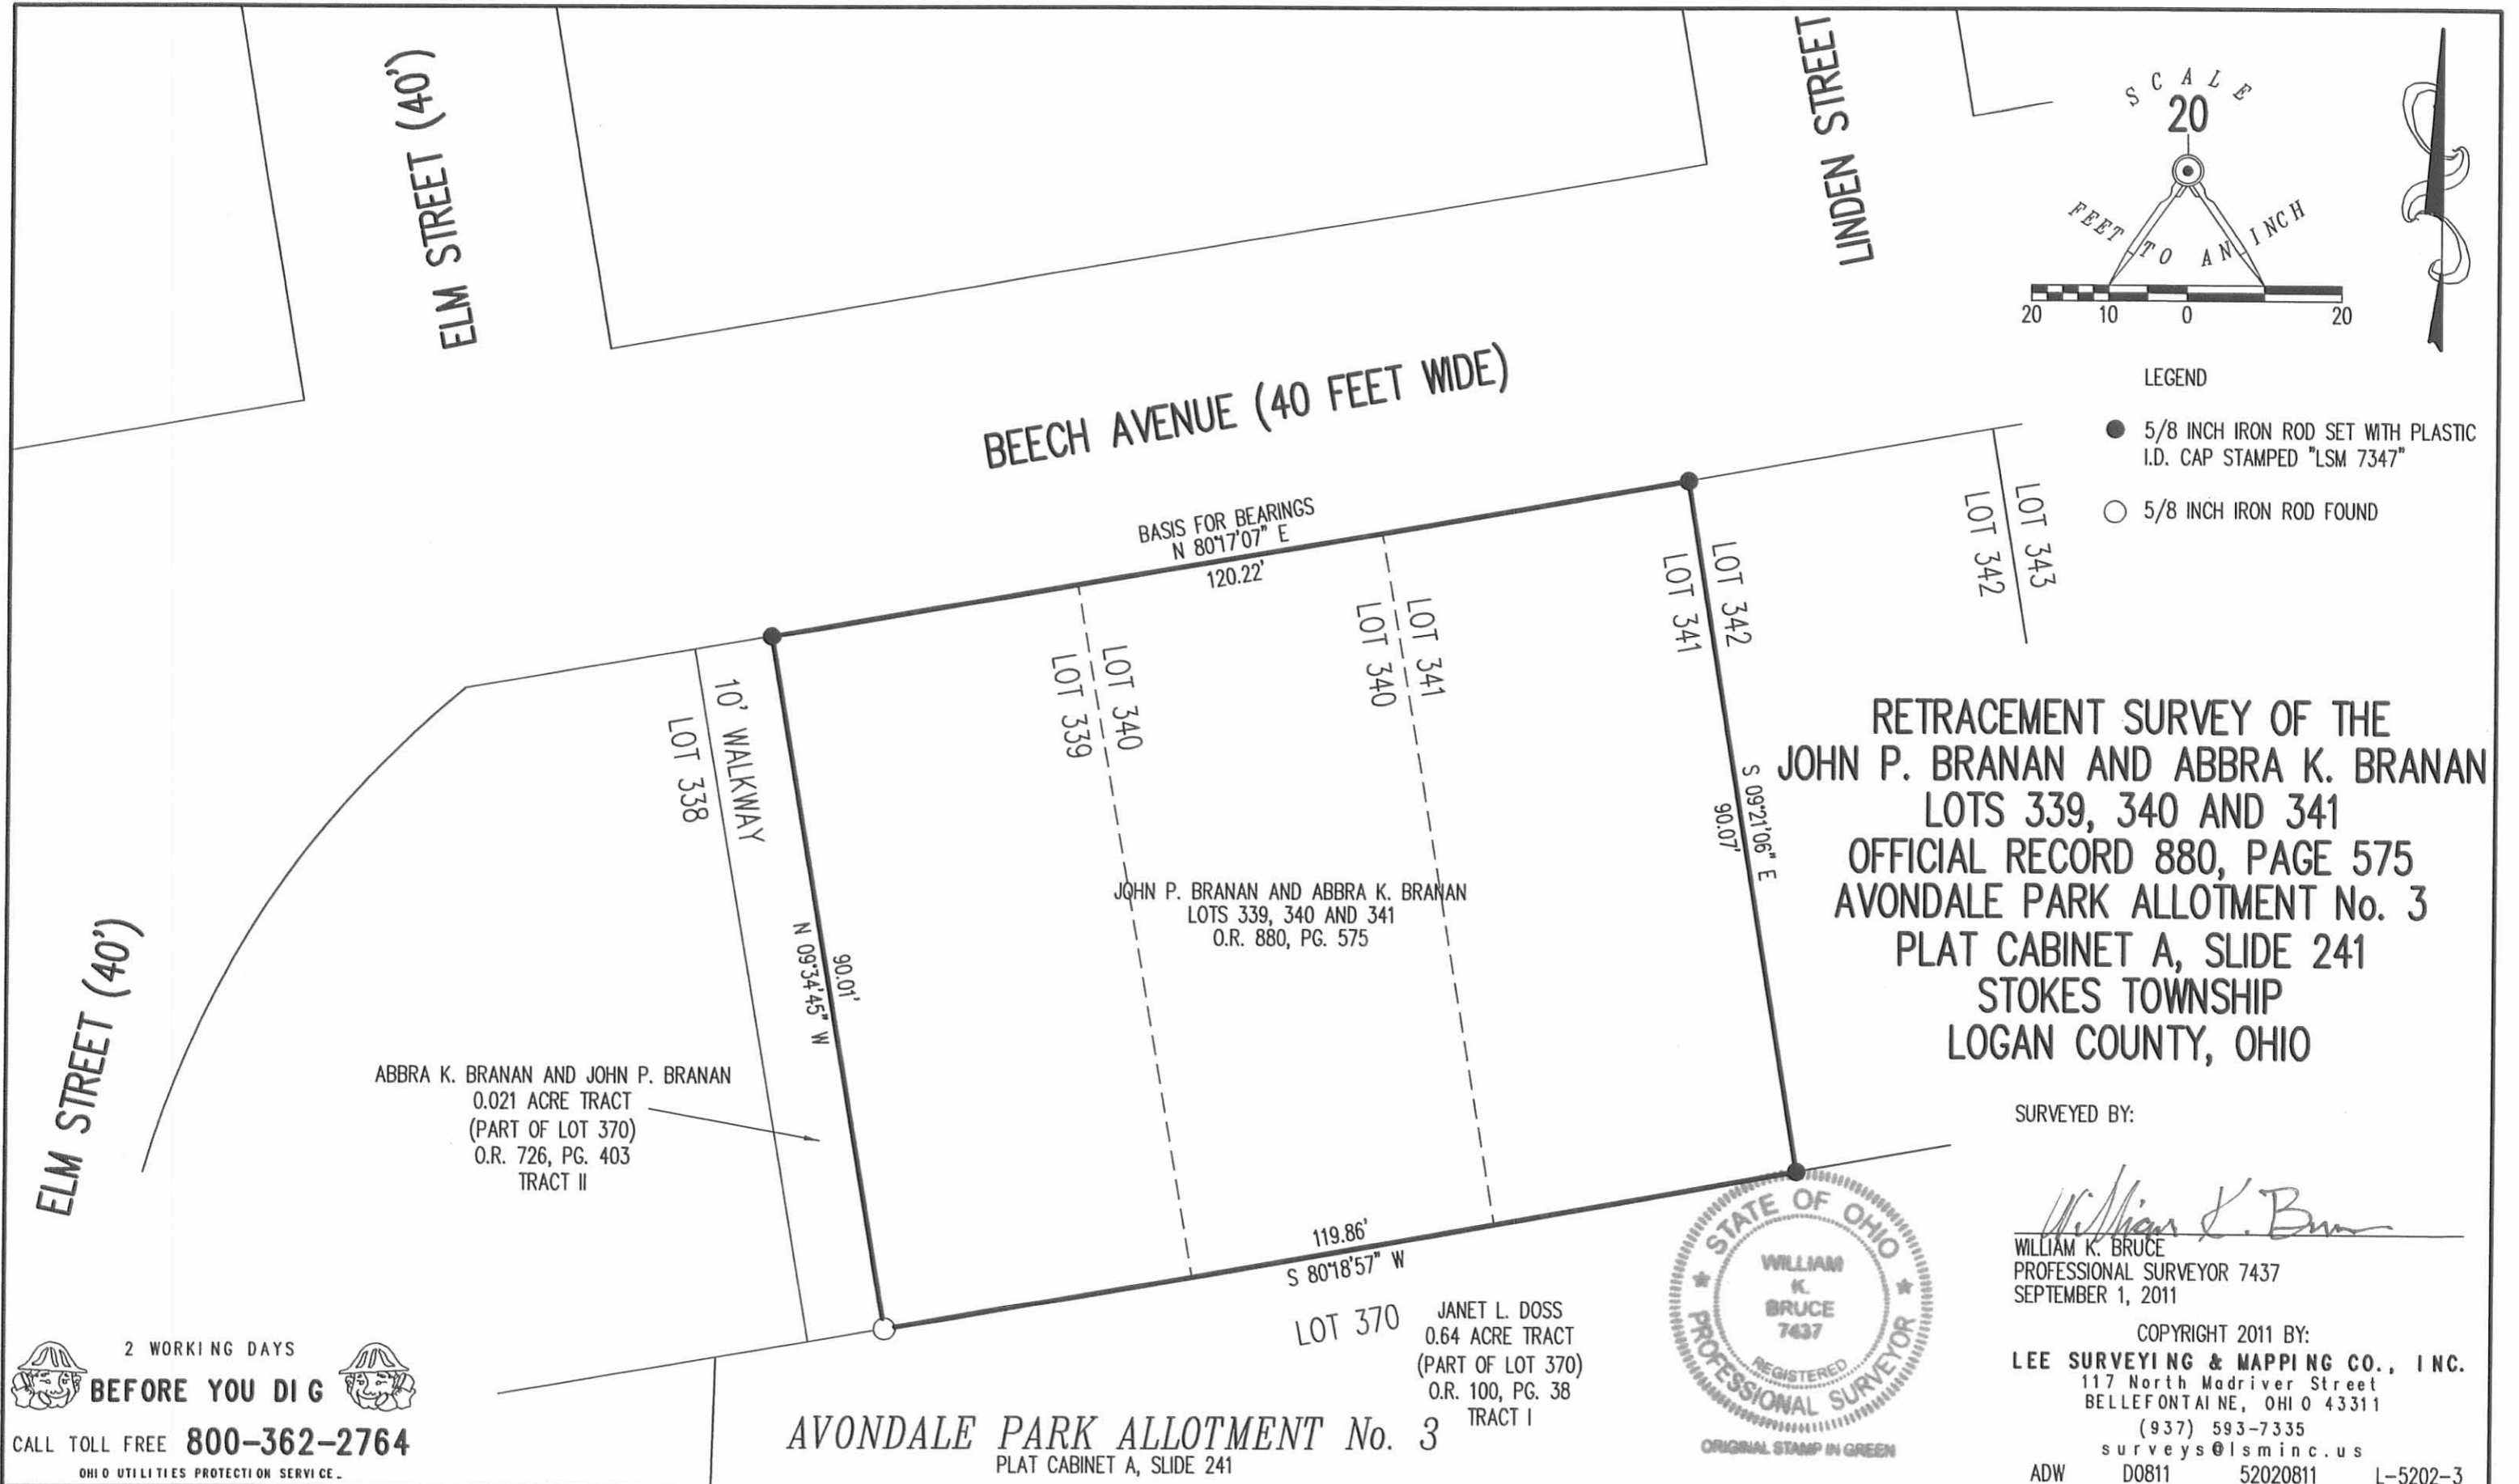 ELM STREET (40')
LINDEN STREET
SCALE
20
FEET TO AN INCH
20 10 0 20
LEGEND
5/8 INCH IRON ROD SET WITH PLASTIC
I.D. CAP STAMPED "LSM 7347"
5/8 INCH IRON ROD FOUND
BEECH AVENUE (40 FEET WIDE)
BASIS FOR BEARINGS
N 80°17'07" E
120.22'
LOT 338
10' WALKWAY
LOT 339
LOT 340
LOT 340
LOT 341
LOT 341
LOT 342
LOT 342
LOT 343
S 09°21'06" E
90.07'
N 09°34'45" W
90.01'
JOHN P. BRANAN AND ABBRA K. BRANAN
LOTS 339, 340 AND 341
O.R. 880, PG. 575
RETRACEMENT SURVEY OF THE
JOHN P. BRANAN AND ABBRA K. BRANAN
LOTS 339, 340 AND 341
OFFICIAL RECORD 880, PAGE 575
AVONDALE PARK ALLOTMENT No. 3
PLAT CABINET A, SLIDE 241
STOKES TOWNSHIP
LOGAN COUNTY, OHIO
ELM STREET (40')
ABBRA K. BRANAN AND JOHN P. BRANAN
0.021 ACRE TRACT
(PART OF LOT 370)
O.R. 726, PG. 403
TRACT II
119.86'
S 80°18'57" W
LOT 370
JANET L. DOSS
0.64 ACRE TRACT
(PART OF LOT 370)
O.R. 100, PG. 38
TRACT I
STATE OF OHIO
WILLIAM
K.
BRUCE
7437
REGISTERED
PROFESSIONAL SURVEYOR
ORIGINAL STAMP IN GREEN
SURVEYED BY:
William K. Bruce
WILLIAM K. BRUCE
PROFESSIONAL SURVEYOR 7437
SEPTEMBER 1, 2011
COPYRIGHT 2011 BY:
LEE SURVEYING & MAPPING CO., INC.
117 North Madriver Street
BELLEFONTAINE, OHIO 43311
(937) 593-7335
surveys@lsminc.us
ADW D0811 52020811 L-5202-3
2 WORKING DAYS
BEFORE YOU DIG
CALL TOLL FREE 800-362-2764
OHIO UTILITIES PROTECTION SERVICE.
AVONDALE PARK ALLOTMENT No. 3
PLAT CABINET A, SLIDE 241